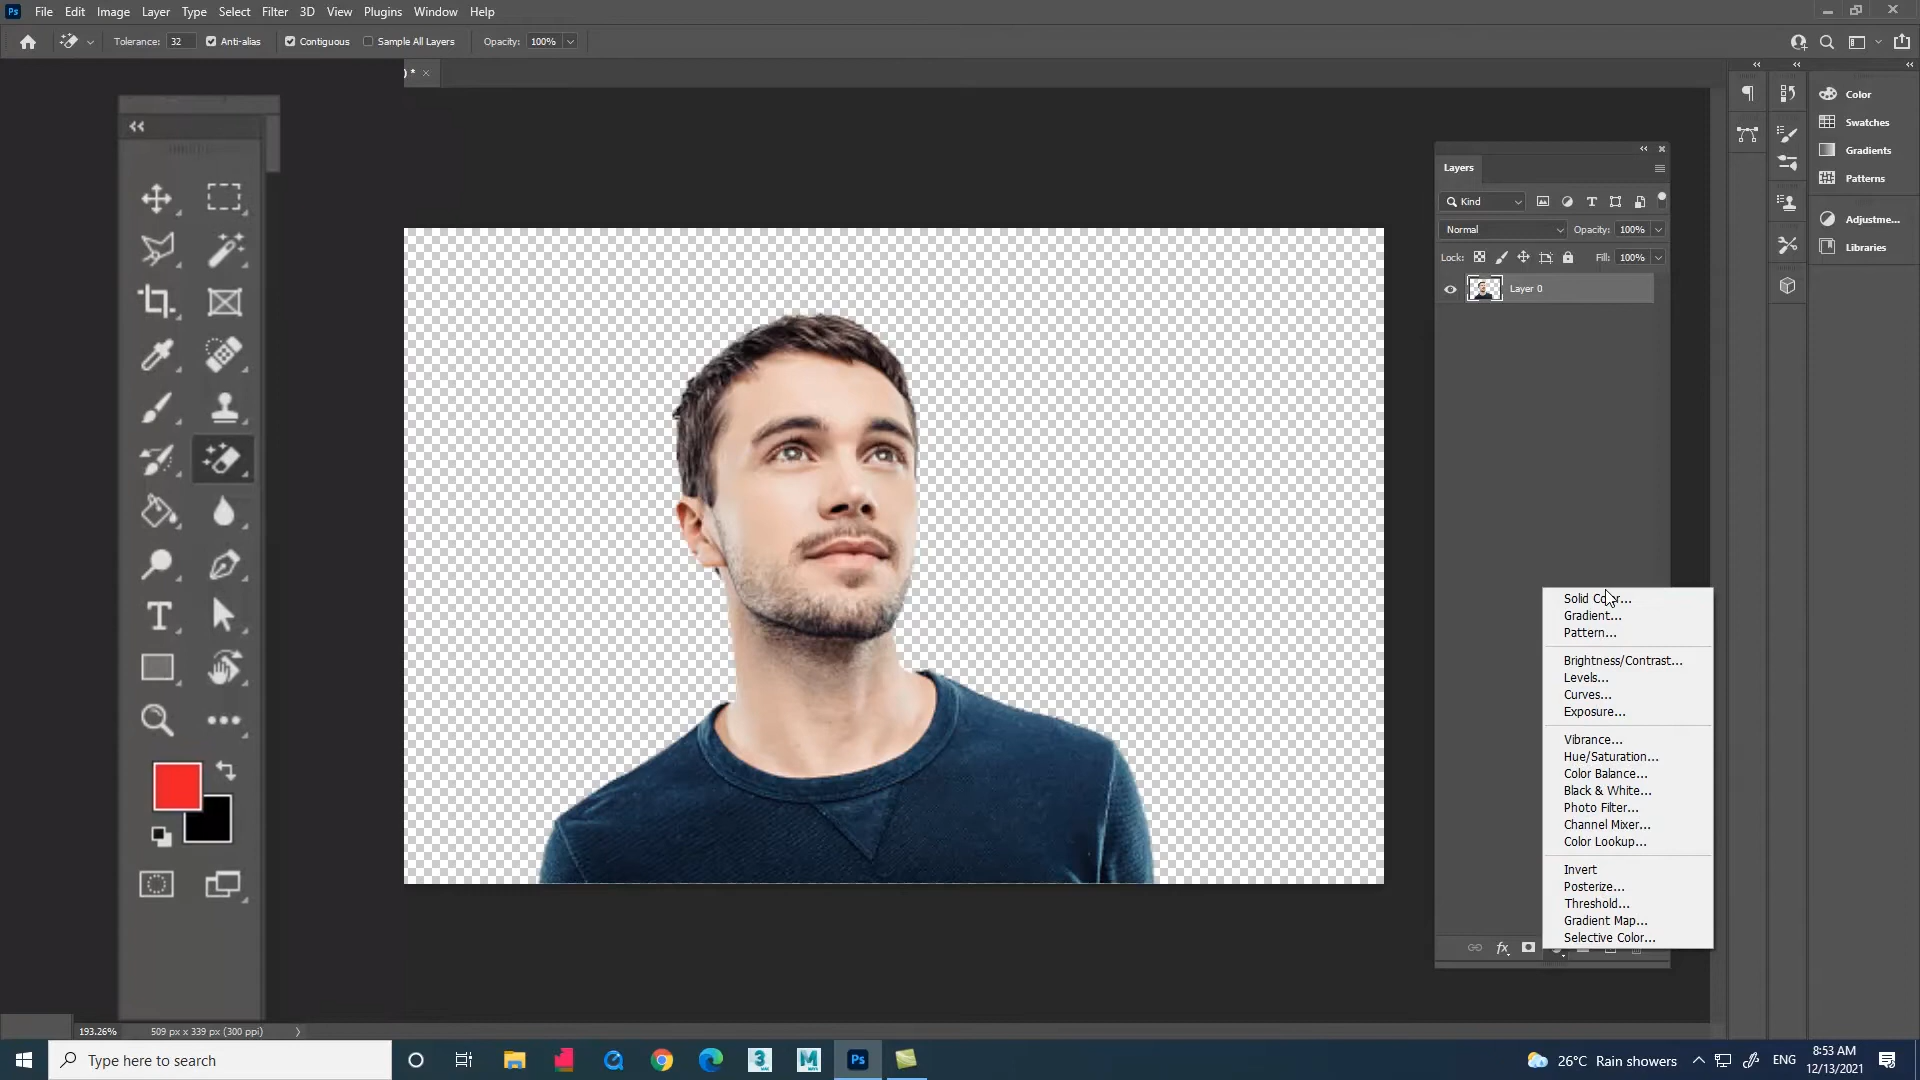 Ps File Edit Image Layer Type Select Filter 3D View Plugins Window Help
Tolerance: 32 Anti-alias Contiguous Sample All Layers Opacity: 100%
) * ×
Layers
Kind
Normal Opacity: 100%
Lock: Fill: 100%
Layer 0
Color
Swatches
Gradients
Patterns
Adjustme...
Libraries
Solid Co r...
Gradient...
Pattern...
Brightness/Contrast...
Levels...
Curves...
Exposure...
Vibrance...
Hue/Saturation...
Color Balance...
Black & White...
Photo Filter...
Channel Mixer...
Color Lookup...
Invert
Posterize...
Threshold...
Gradient Map...
Selective Color...
fx
193.26% 509 px x 339 px (300 ppi)
Type here to search
Ps
26°C Rain showers
ENG
8:53 AM
12/13/2021